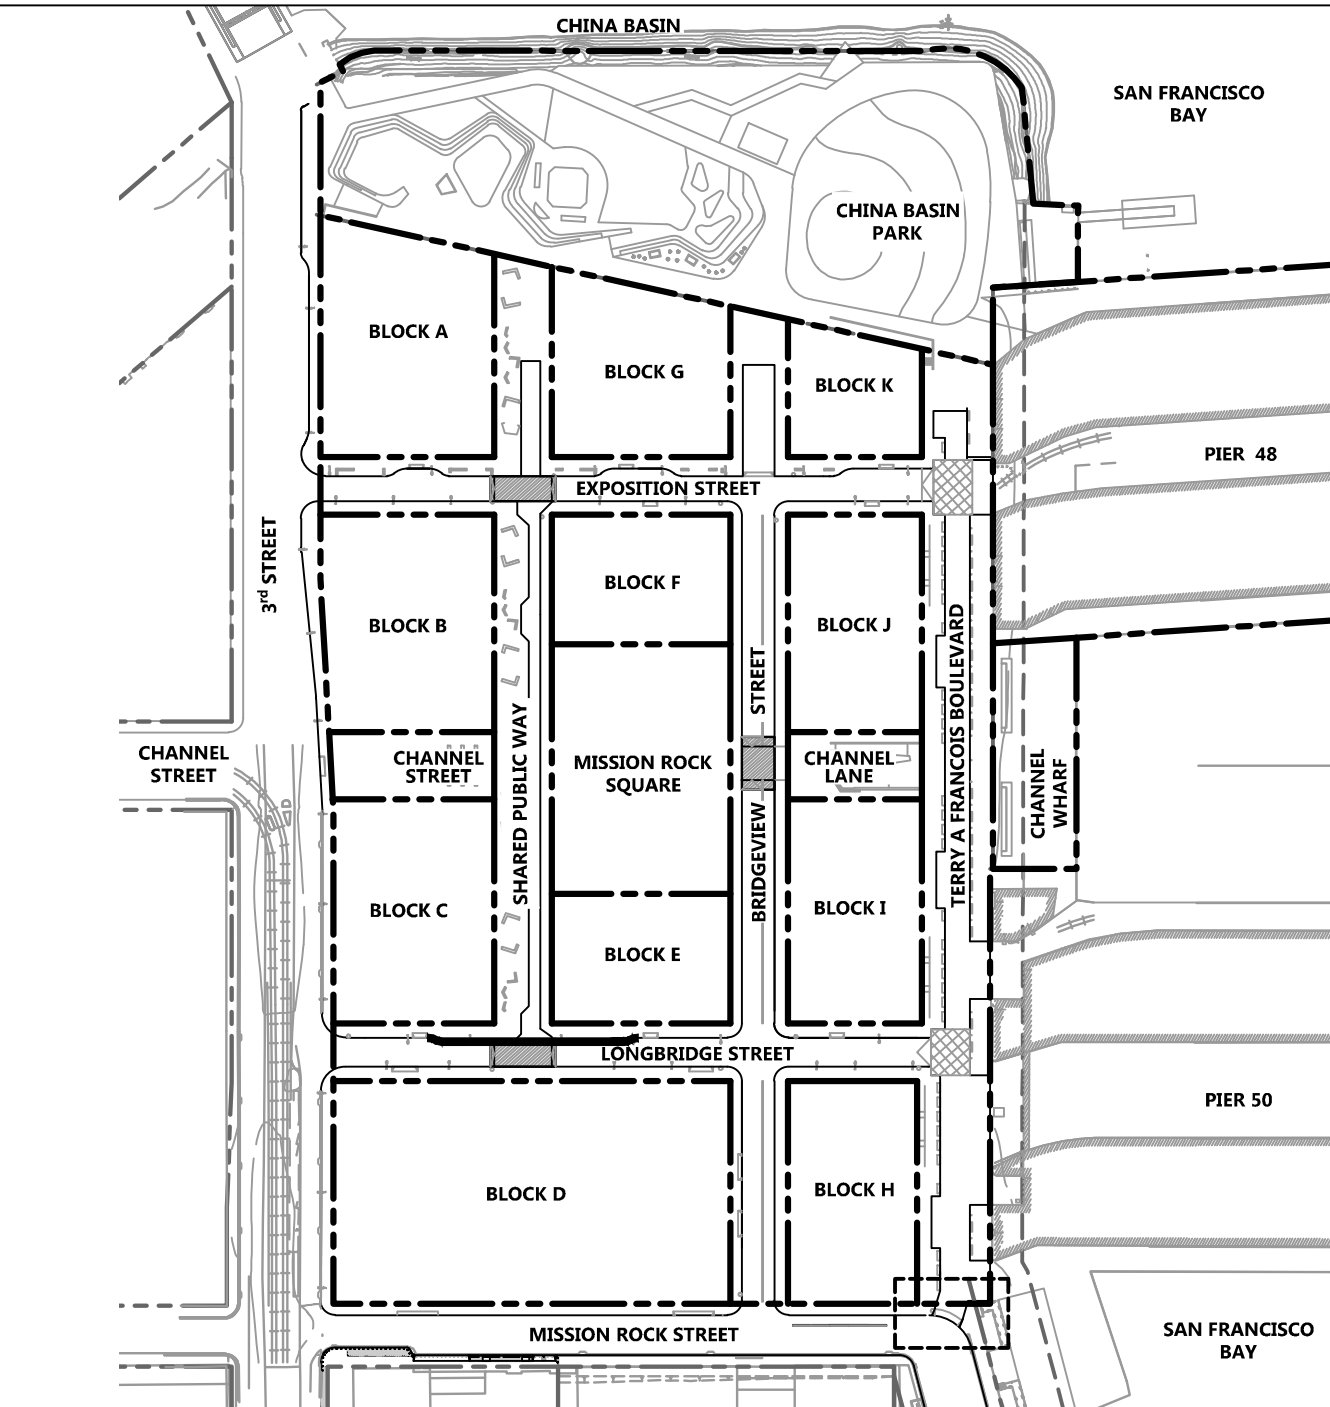 CHINA BASIN
SAN FRANCISCO
BAY
CHINA BASIN
PARK
BLOCK A
BLOCK G
BLOCK K
PIER 48
EXPOSITION STREET
3rd STREET
BLOCK B
BLOCK F
BLOCK J
CHANNEL
STREET
CHANNEL
STREET
SHARED PUBLIC WAY
MISSION ROCK
SQUARE
BRIDGEVIEW STREET
CHANNEL
LANE
TERRY A FRANCOIS BOULEVARD
CHANNEL
WHARF
BLOCK C
BLOCK E
BLOCK I
LONGBRIDGE STREET
PIER 50
BLOCK D
BLOCK H
MISSION ROCK STREET
SAN FRANCISCO
BAY